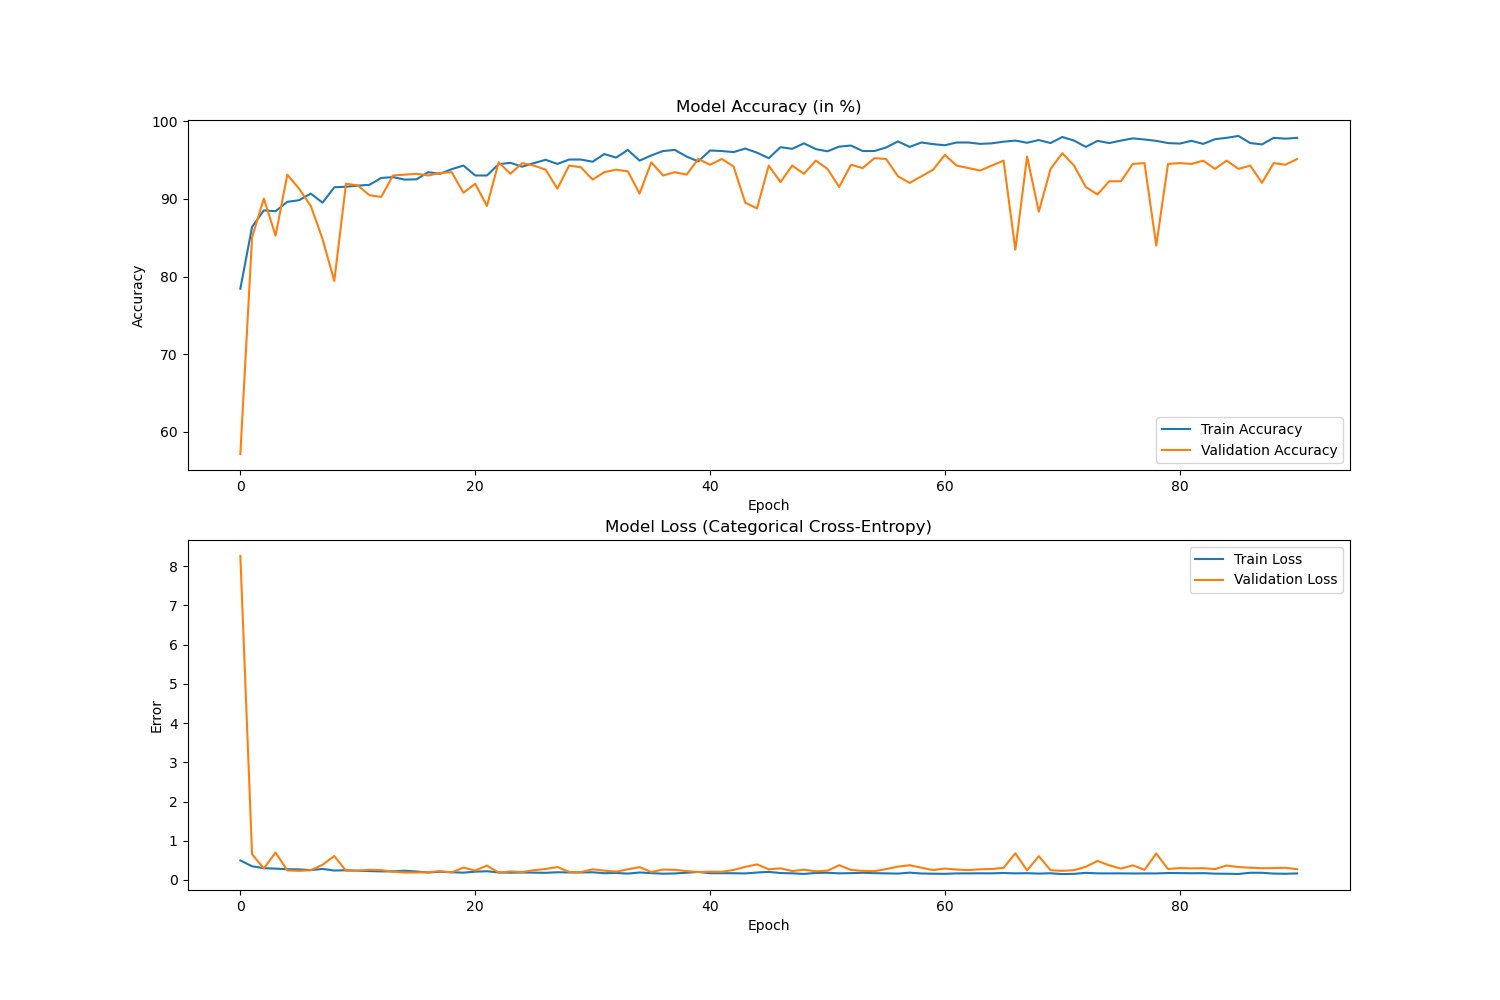 Model Accuracy (in %)
100
90
80
70
60
Accuracy
Train Accuracy
Validation Accuracy
0 20 40 60 80
Epoch
Model Loss (Categorical Cross-Entropy)
8
7
6
5
4
3
2
1
0
Error
Train Loss
Validation Loss
0 20 40 60 80
Epoch